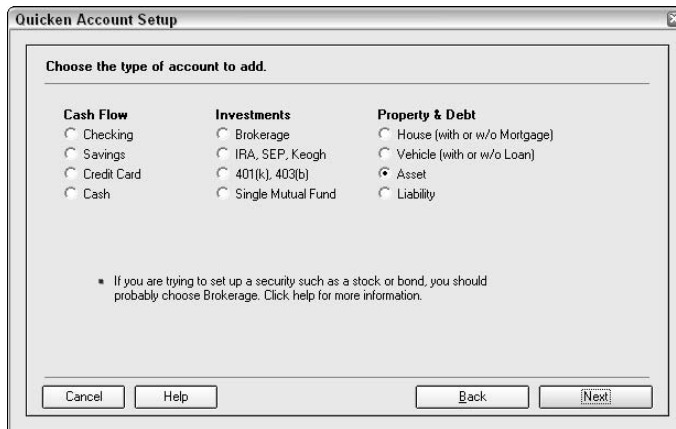 Quicken Account Setup
Choose the type of account to add.
Cash Flow
Checking
Savings
Credit Card
Cash
Investments
Brokerage
IRA, SEP, Keogh
401(k), 403(b)
Single Mutual Fund
Property & Debt
House (with or w/o Mortgage)
Vehicle (with or w/o Loan)
Asset
Liability
If you are trying to set up a security such as a stock or bond, you should
probably choose Brokerage. Click help for more information.
Cancel
Help
Back
Next